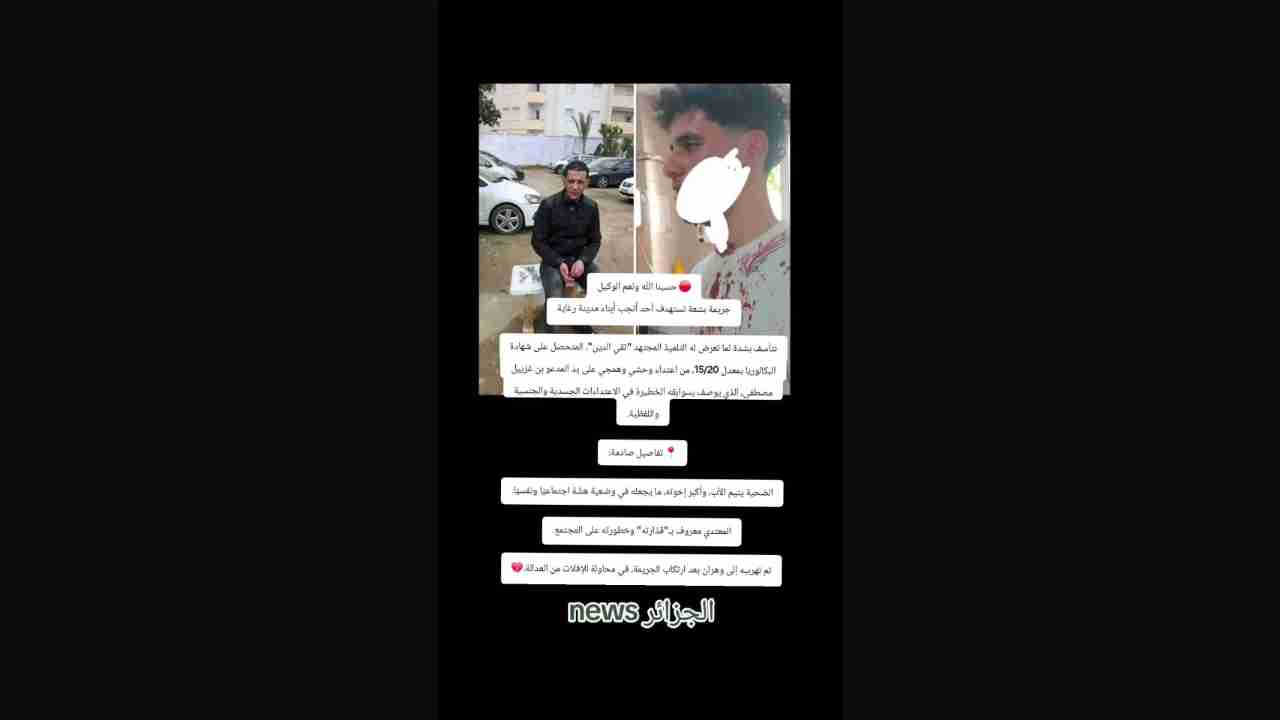 حسبنا الله ونعم الوكيل
جريمة بشعة تستهدف أحد أنجب أبناء مدينة رغاية
نتأسف بشدة لما تعرض له التلميذ المجتهد "تقي الدين"، المتحصل على شهادة
البكالوريا بمعدل 15/20، من اعتداء وحشي وهمجي على يد المدعو بن غزييل
مصطفى، الذي يوصف بسوابقه الخطيرة في الاعتداءات الجسدية والجنسية
واللفظية.
تفاصيل صادمة:
الضحية يتيم الأب، وأكبر إخوته، ما يجعله في وضعية هشة اجتماعيًا ونفسيًا.
المعتدي معروف بـ"قذارته" وخطورته على المجتمع.
تم تهريبه إلى وهران بعد ارتكاب الجريمة، في محاولة للإفلات من العدالة.
الجزائر news